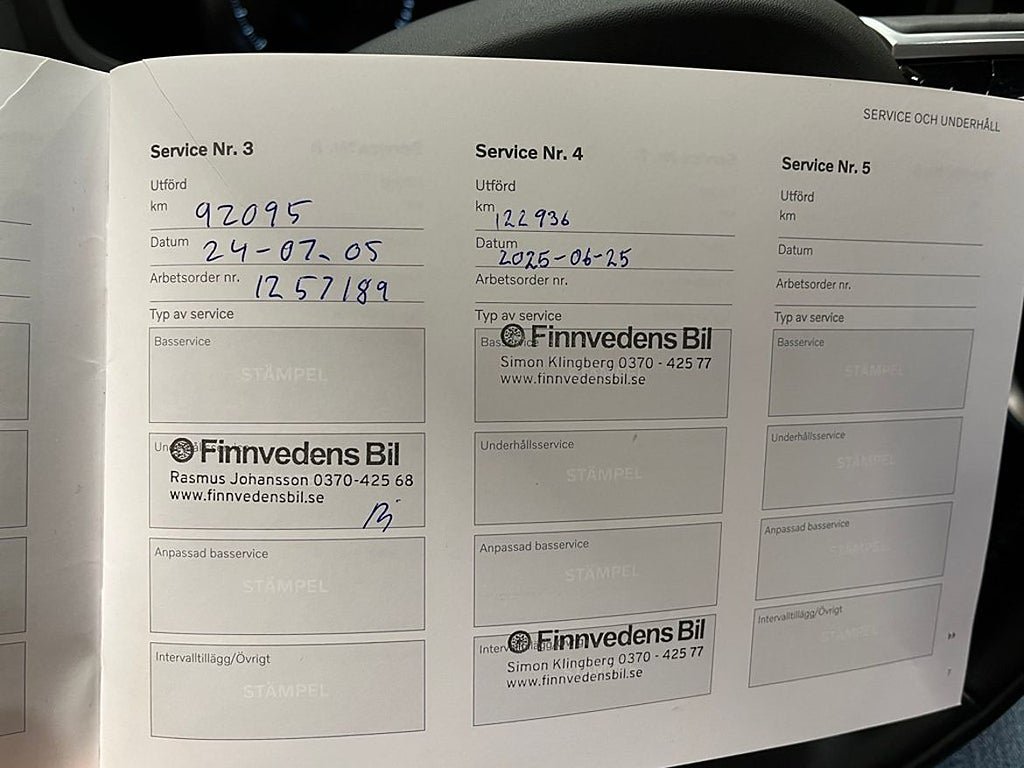 SERVICE OCH UNDERHÅLL
Service Nr. 3
Utförd
km 92095
Datum 24-07-05
Arbetsorder nr. 1257189
Typ av service
Basservice
STÄMPEL
Finnvedens Bil
Rasmus Johansson 0370-425 68
www.finnvedensbil.se
Anpassad basservice
STÄMPEL
Intervalltillägg/Övrigt
STÄMPEL
Service Nr. 4
Utförd
km 122936
Datum 2025-06-25
Arbetsorder nr.
Typ av service
Basservice
Finnvedens Bil
Simon Klingberg 0370 - 425 77
www.finnvedensbil.se
Underhållsservice
STÄMPEL
Anpassad basservice
STÄMPEL
Intervalltillägg/Övrigt
Finnvedens Bil
Simon Klingberg 0370 - 425 77
www.finnvedensbil.se
Service Nr. 5
Utförd
km
Datum
Arbetsorder nr.
Typ av service
Basservice
STÄMPEL
Underhållsservice
STÄMPEL
Anpassad basservice
STÄMPEL
Intervalltillägg/Övrigt
STÄMPEL
7